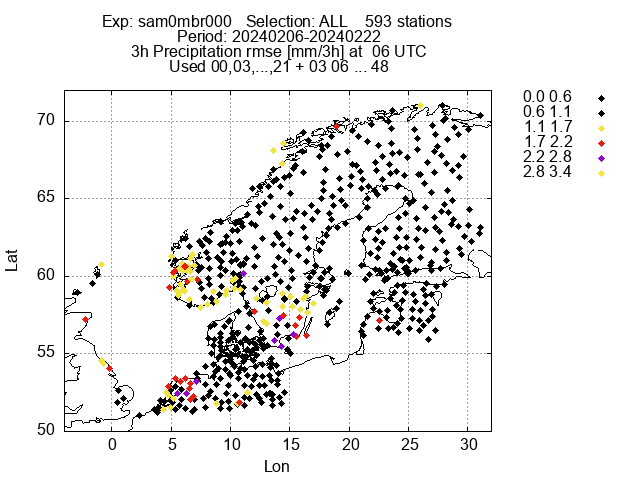 Exp: sam0mbr000 Selection: ALL 593 stations
Period: 20240206-20240222
3h Precipitation rmse [mm/3h] at 06 UTC
Used 00,03,...,21 + 03 06 ... 48
0.0 0.6
0.6 1.1
1.1 1.7
1.7 2.2
2.2 2.8
2.8 3.4
70
65
60
55
50
Lat
0 5 10 15 20 25 30
Lon